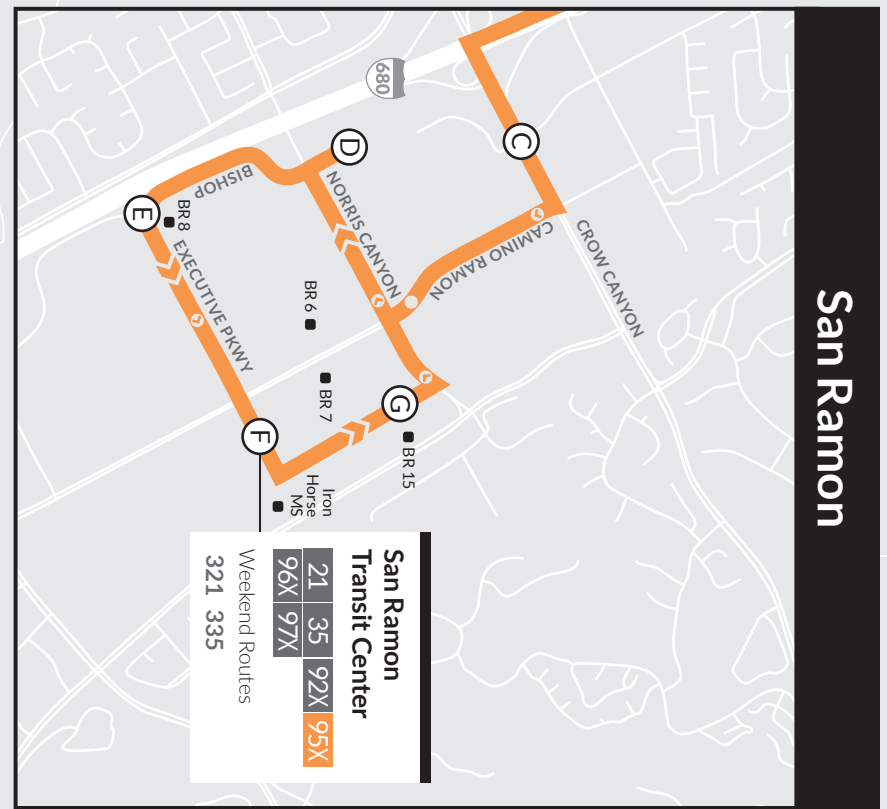 San Ramon
680
C
D
CROW CANYON
CAMINO RAMON
NORRIS CANYON
BISHOP
E
BR 8
EXECUTIVE PKWY
BR 6
BR 7
G
BR 15
F
Iron
Horse
MS
San Ramon
Transit Center
21 35 92X 95X
96X 97X
Weekend Routes
321 335